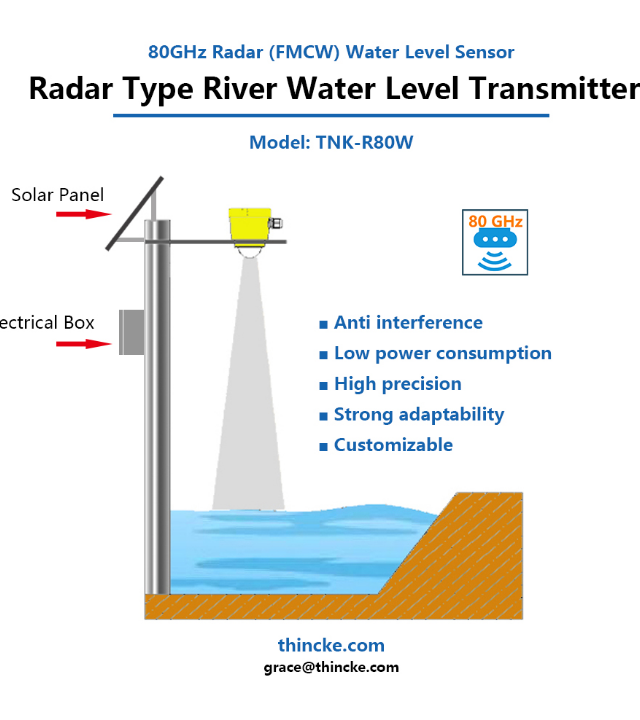 80GHz Radar (FMCW) Water Level Sensor
Radar Type River Water Level Transmitter
Model: TNK-R80W
Solar Panel
80 GHz
ectrical Box
■ Anti interference
■ Low power consumption
■ High precision
■ Strong adaptability
■ Customizable
thincke.com
grace@thincke.com